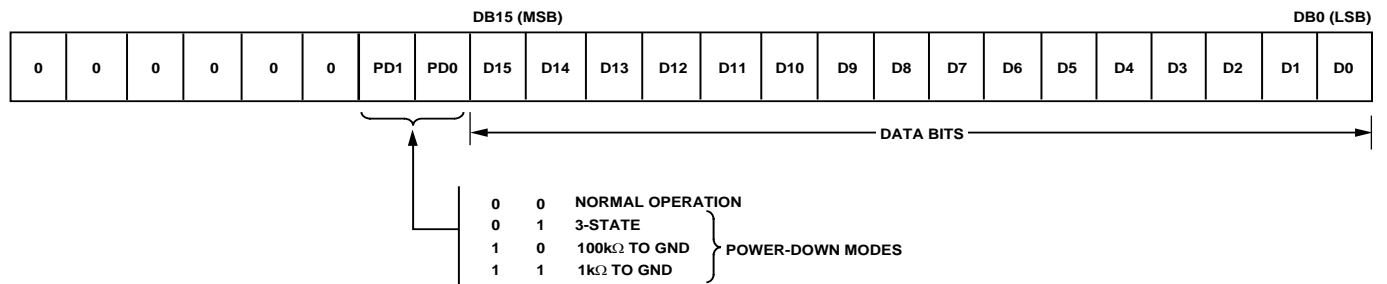 DB15 (MSB) DB0 (LSB)
0 0 0 0 0 0 PD1 PD0 D15 D14 D13 D12 D11 D10 D9 D8 D7 D6 D5 D4 D3 D2 D1 D0
DATA BITS
0 0 NORMAL OPERATION
0 1 3-STATE
1 0 100kΩ TO GND
POWER-DOWN MODES
1 1 1kΩ TO GND